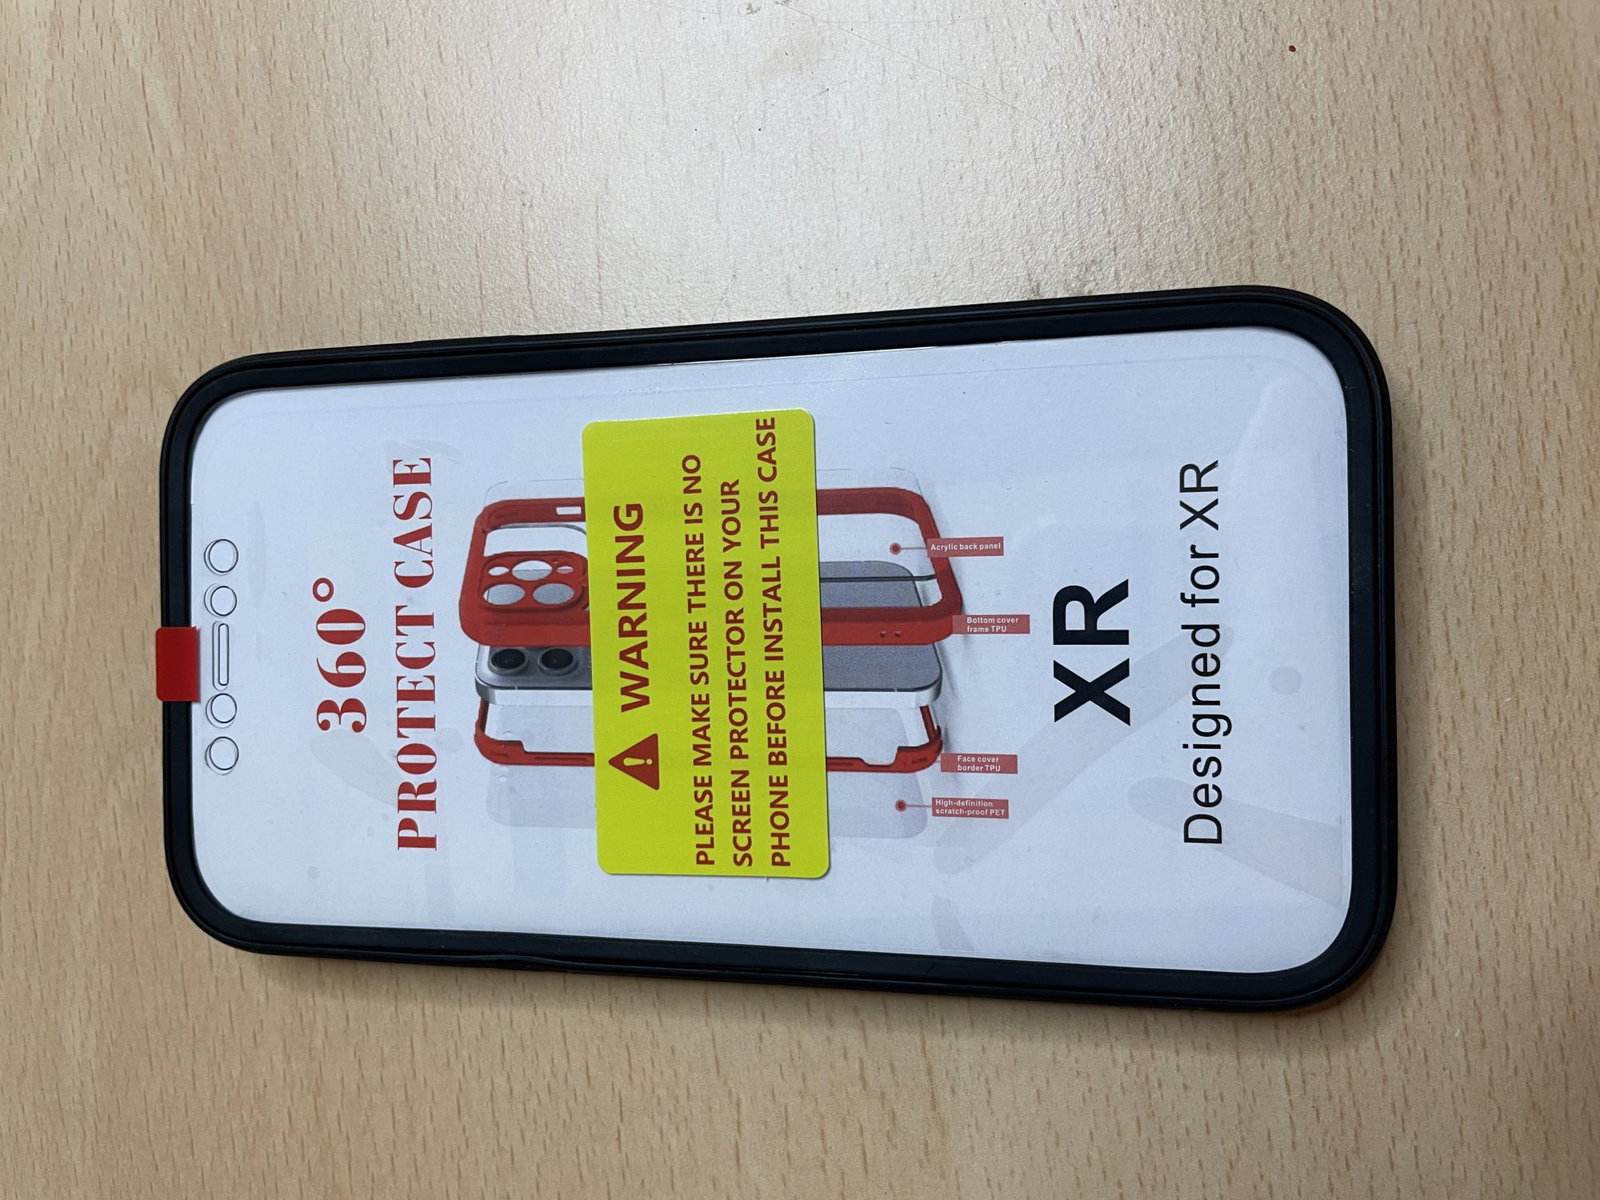 360°
PROTECT CASE
WARNING
PLEASE MAKE SURE THERE IS NO
SCREEN PROTECTOR ON YOUR
PHONE BEFORE INSTALL THIS CASE
Acrylic back panel
Bottom cover
frame TPU
Face cover
border TPU
High-definition
scratch-proof PET
XR
Designed for XR